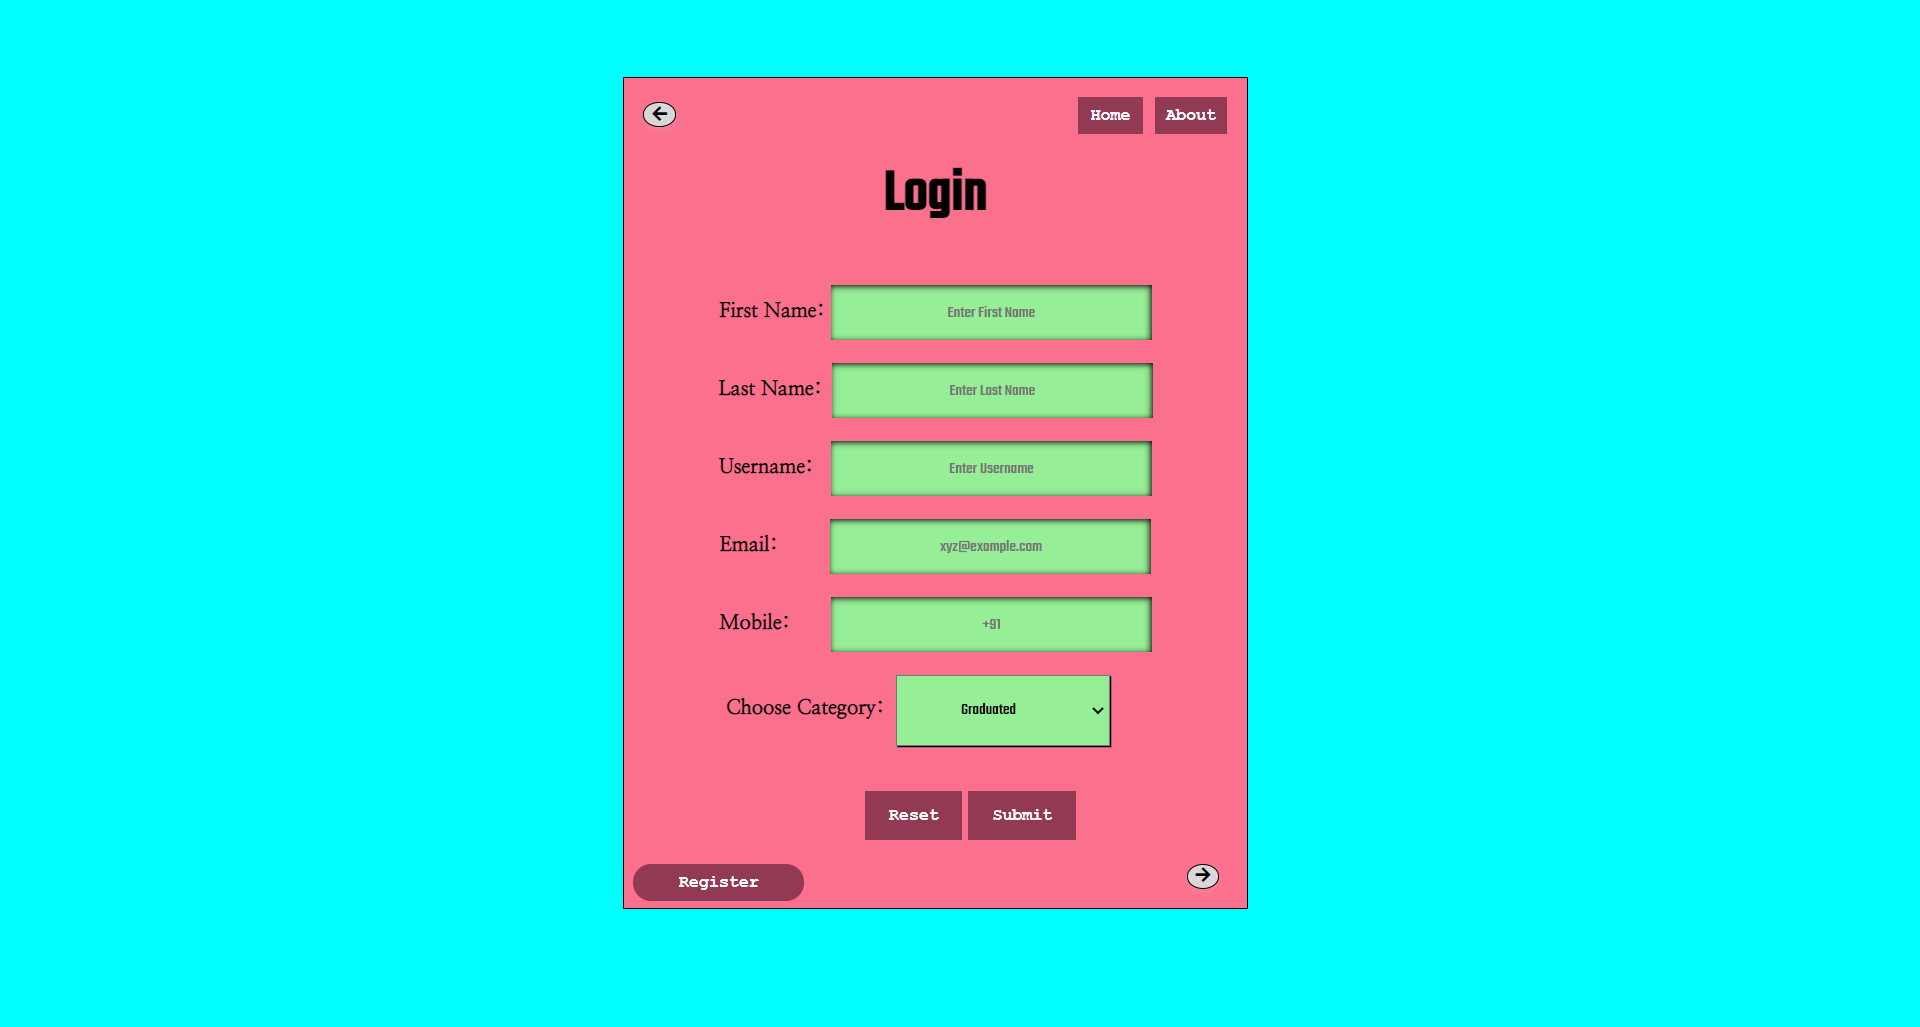 Home About
Login
First Name: Enter First Name
Last Name: Enter Last Name
Username: Enter Username
Email: xyz@example.com
Mobile: +91
Choose Category: Graduated
Reset Submit
Register